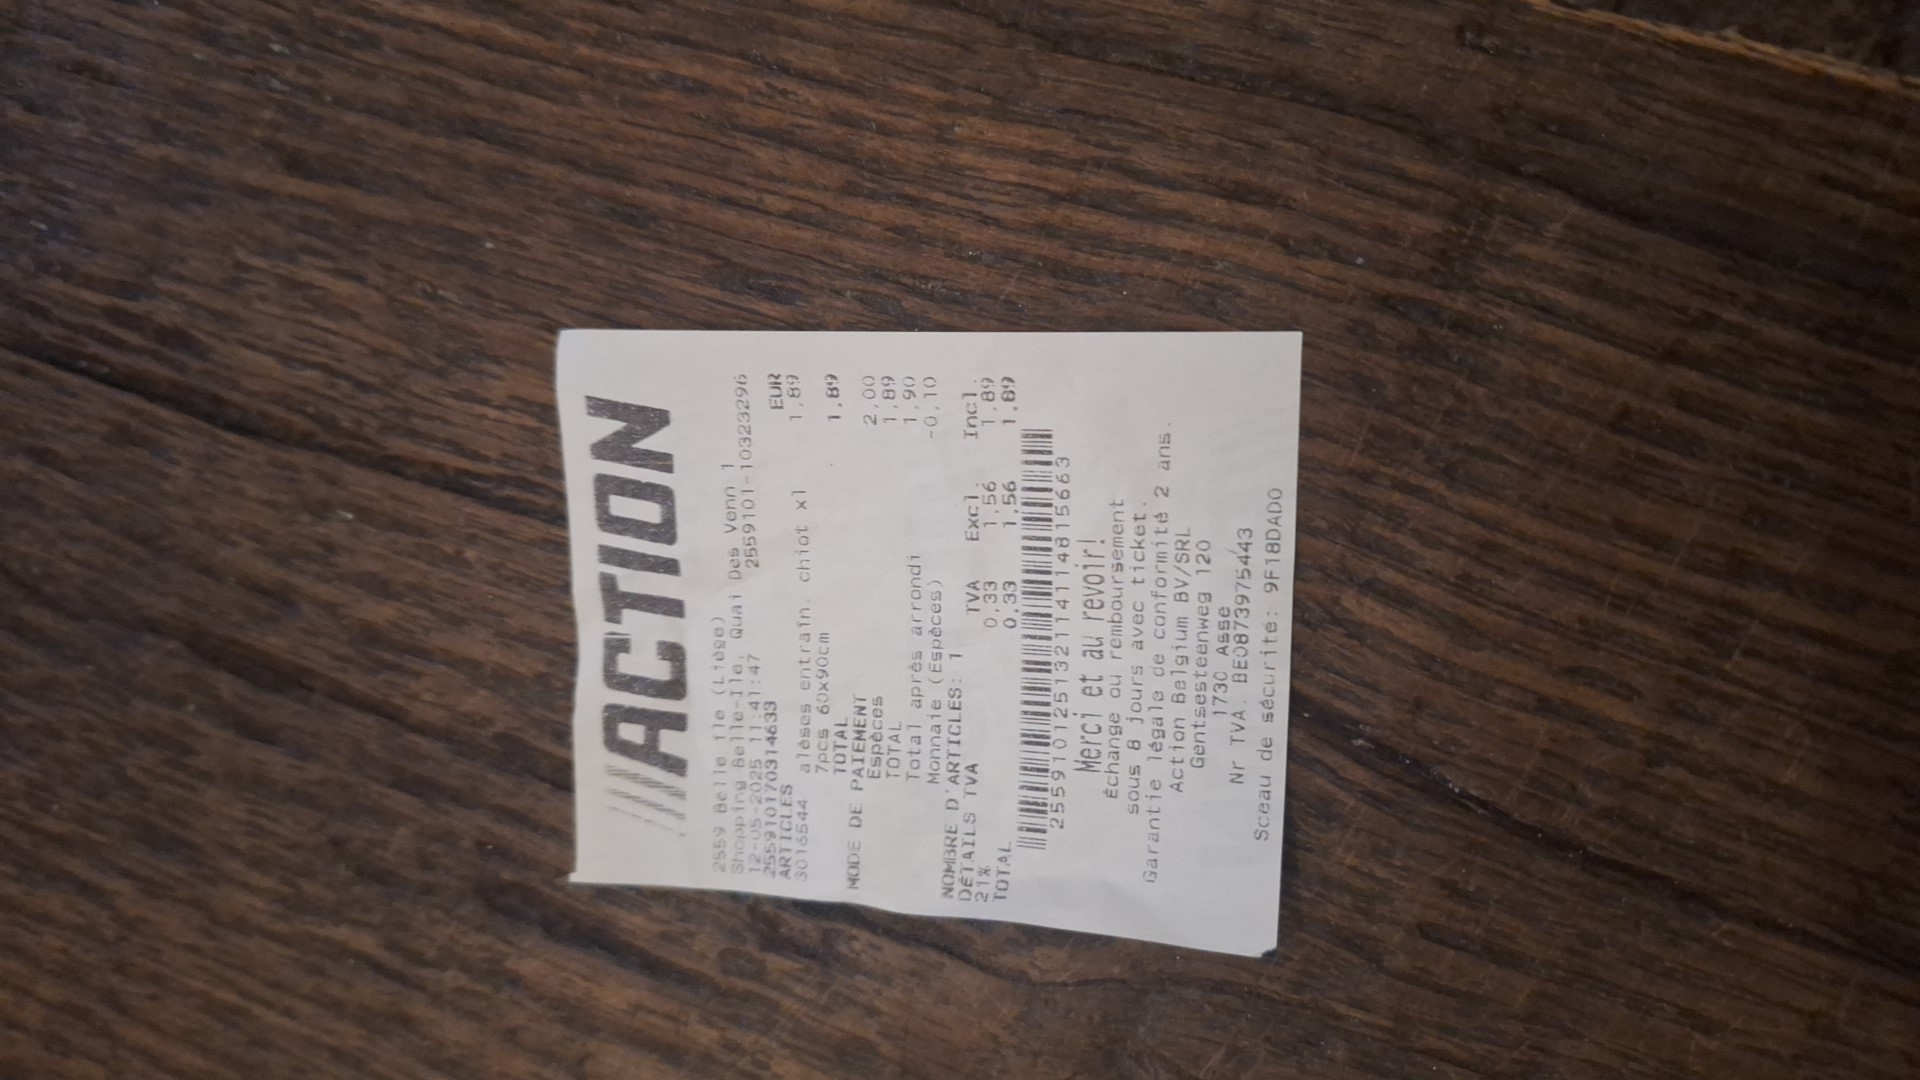 ACTION
2559 Belle Ile (Liège)
Shopping Belle-Ile, Quai Des Venn 1
12-05-2025 11:41:47 2559101-10323296
255910170314633
ARTICLES EUR
3016544 alèses entraîn. chiot x1 1,89
7pcs 60x90cm
TOTAL 1,89
MODE DE PAIEMENT
Espèces 2,00
TOTAL 1,89
Total après arrondi 1,90
Monnaie (Espèces) -0,10
NOMBRE D'ARTICLES: 1
DÉTAILS TVA TVA Excl. Incl.
21% 0,33 1,56 1,89
TOTAL 0,33 1,56 1,89
255910125132114114815663
Merci et au revoir!
Échange ou remboursement
sous 8 jours avec ticket.
Garantie légale de conformité 2 ans.
Action Belgium BV/SRL
Gentsesteenweg 120
1730 Asse
Nr TVA. BE0873975443
Sceau de sécurité: 9F18DAD0